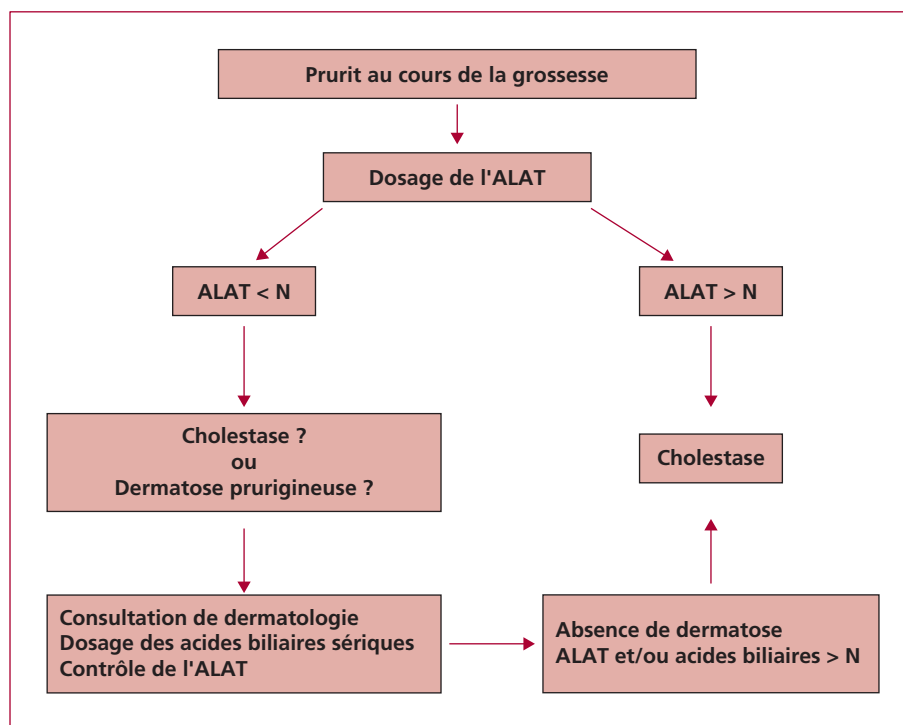 Prurit au cours de la grossesse
Dosage de l'ALAT
ALAT < N
ALAT > N
Cholestase ?
ou
Dermatose prurigineuse ?
Cholestase
Consultation de dermatologie
Dosage des acides biliaires sériques
Contrôle de l'ALAT
Absence de dermatose
ALAT et/ou acides biliaires > N